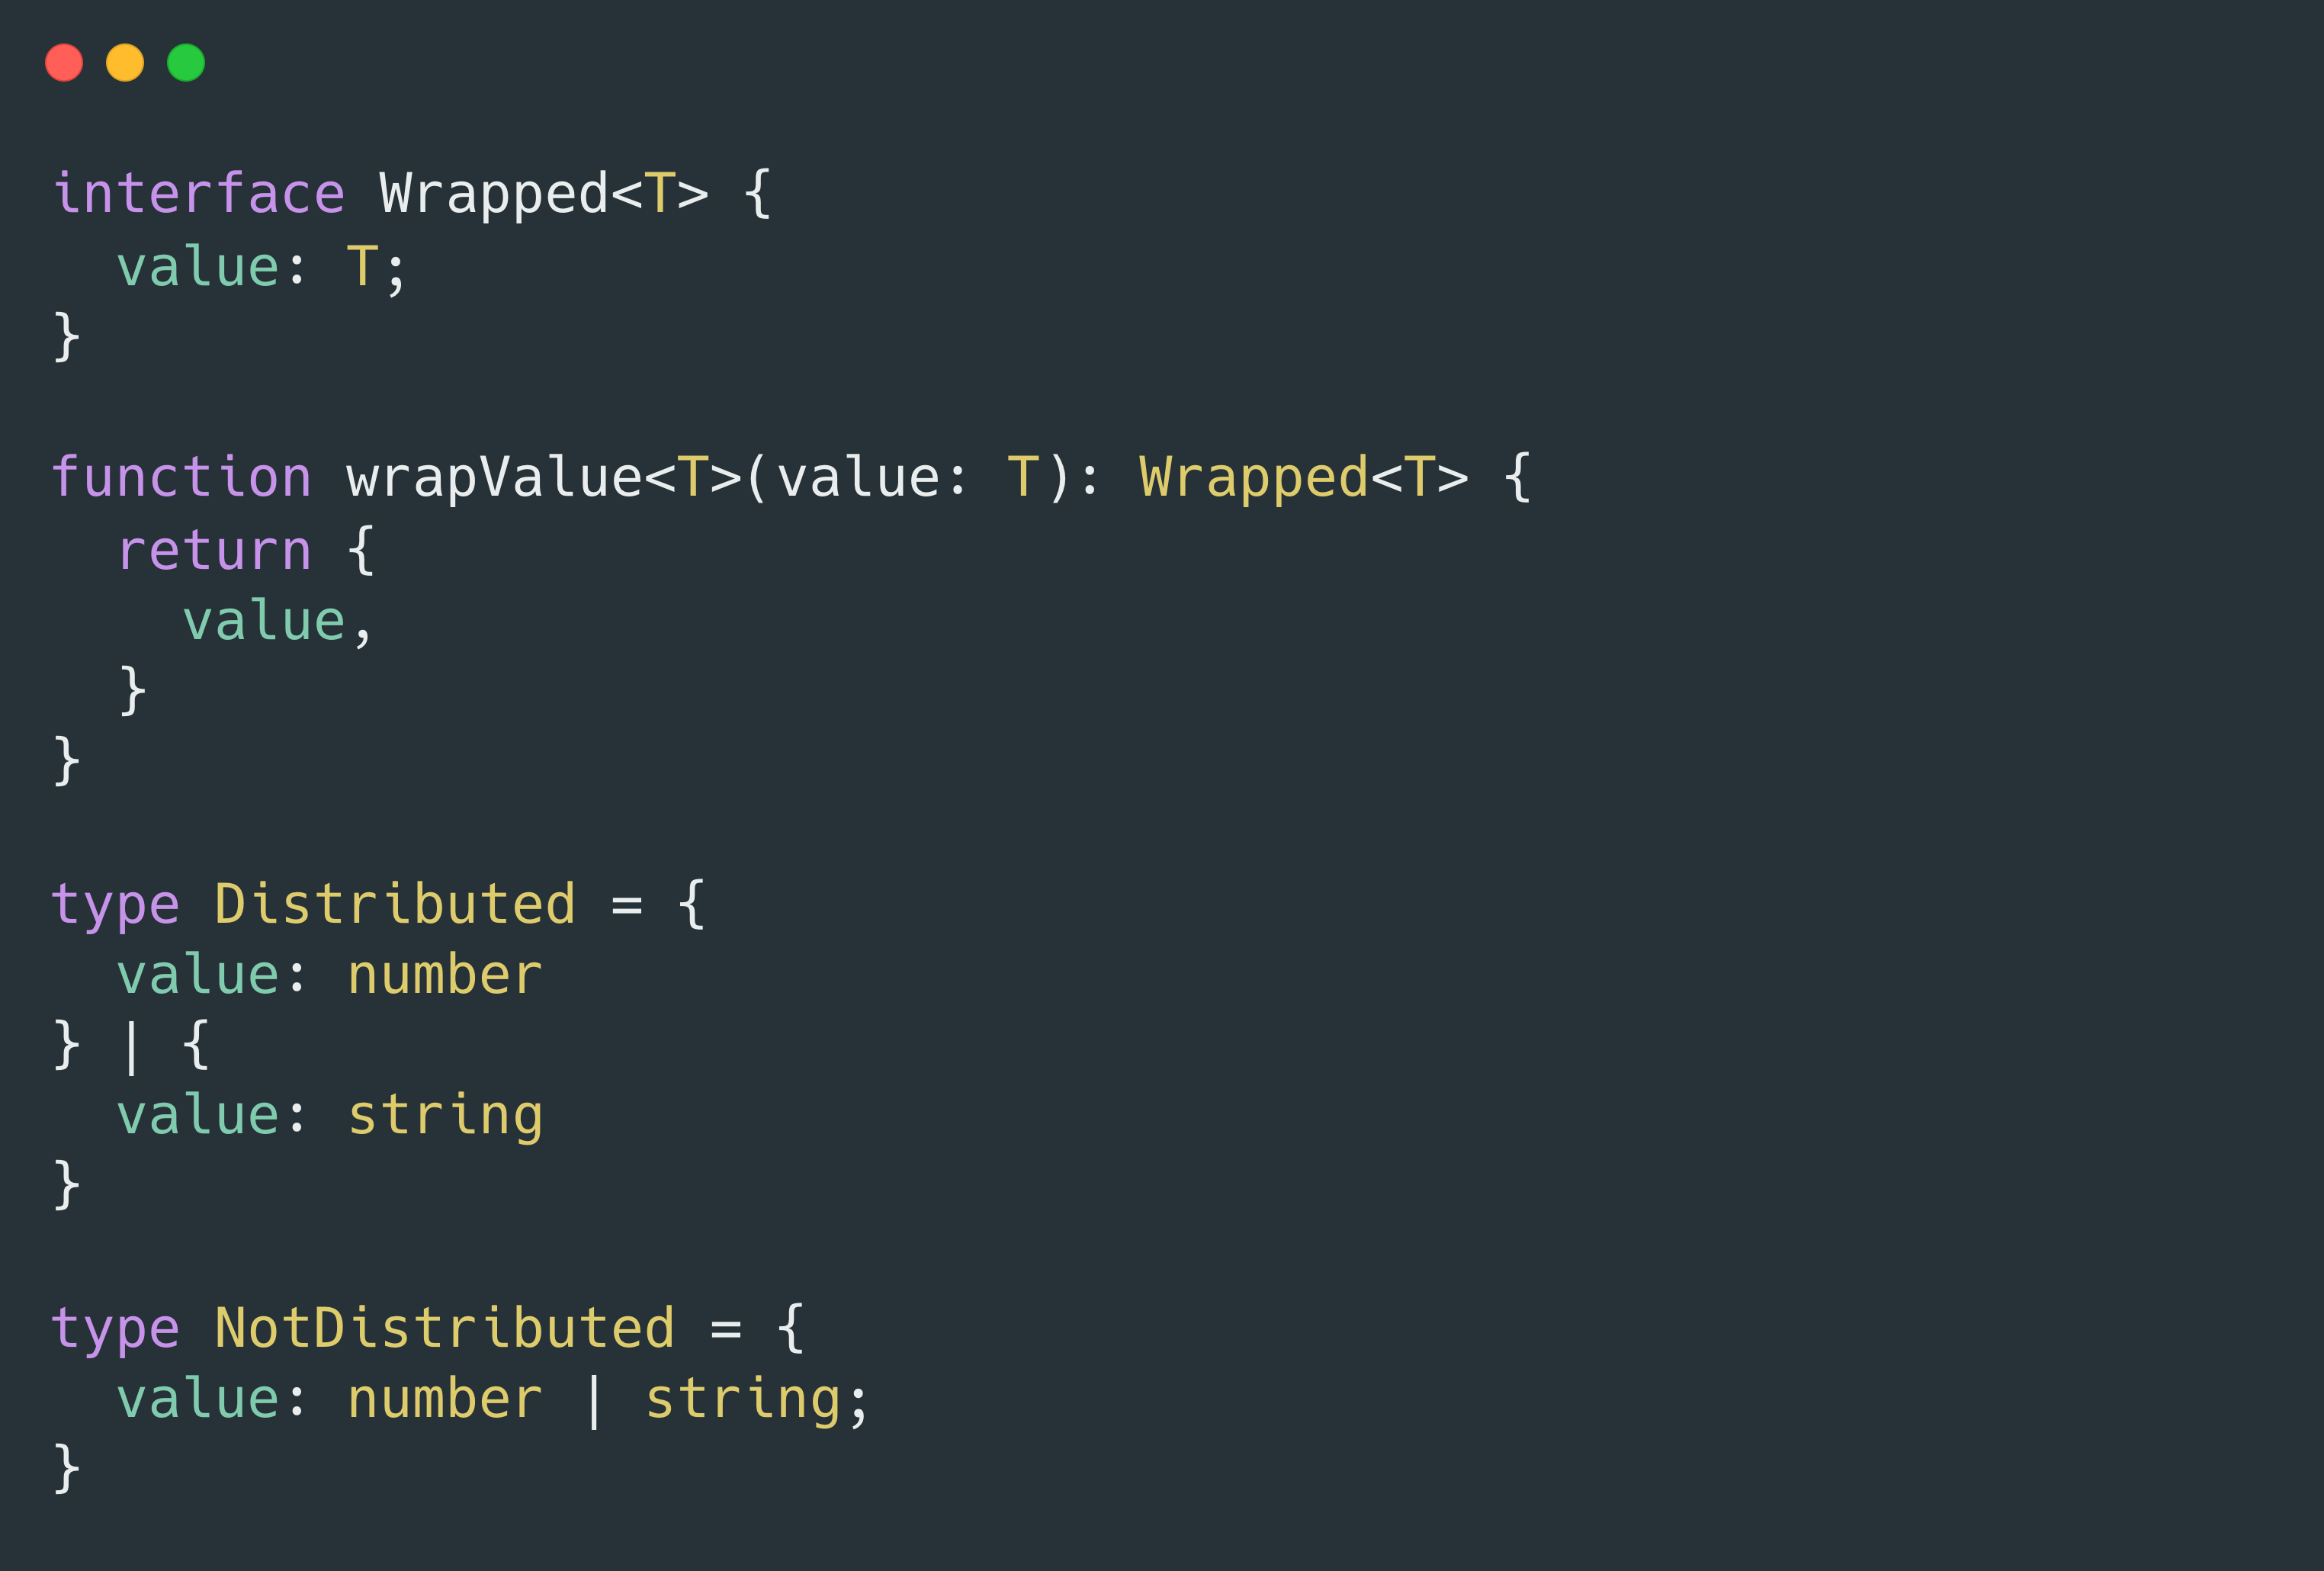 interface Wrapped<T> {
  value: T;
}

function wrapValue<T>(value: T): Wrapped<T> {
  return {
    value,
  }
}

type Distributed = {
  value: number
} | {
  value: string
}

type NotDistributed = {
  value: number | string;
}